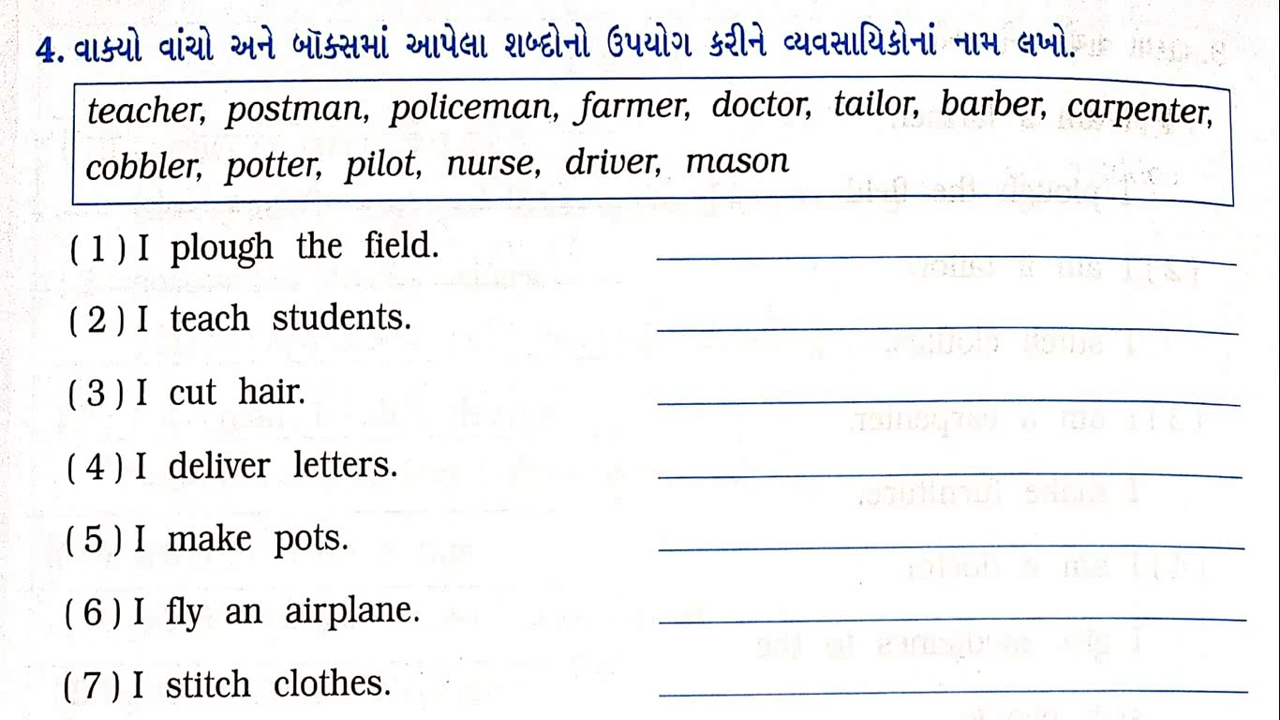 4. વાક્યો વાંચો અને બૉક્સમાં આપેલા શબ્દોનો ઉપયોગ કરીને વ્યવસાયિકોનાં નામ લખો.
teacher, postman, policeman, farmer, doctor, tailor, barber, carpenter,
cobbler, potter, pilot, nurse, driver, mason
( 1 ) I plough the field.
( 2 ) I teach students.
( 3 ) I cut hair.
( 4 ) I deliver letters.
( 5 ) I make pots.
( 6 ) I fly an airplane.
( 7 ) I stitch clothes.